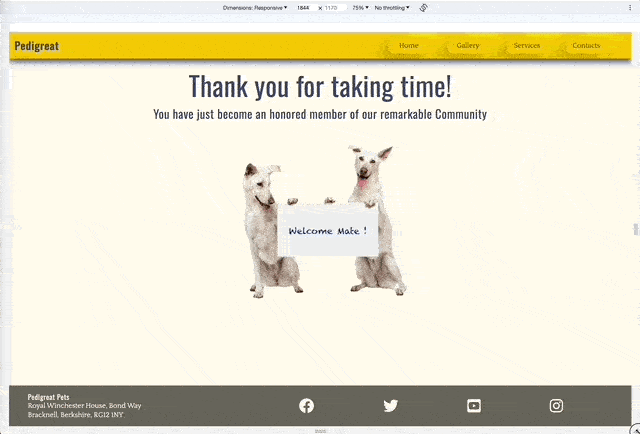 Dimensions: Responsive 1844 x 1170 75% No throttling
Pedigreat
Home Gallery Services Contacts
Thank you for taking time!
You have just become an honored member of our remarkable Community
Welcome Mate !
Pedigreat Pets
Royal Winchester House, Bond Way
Bracknell, Berkshire, RG12 1NY